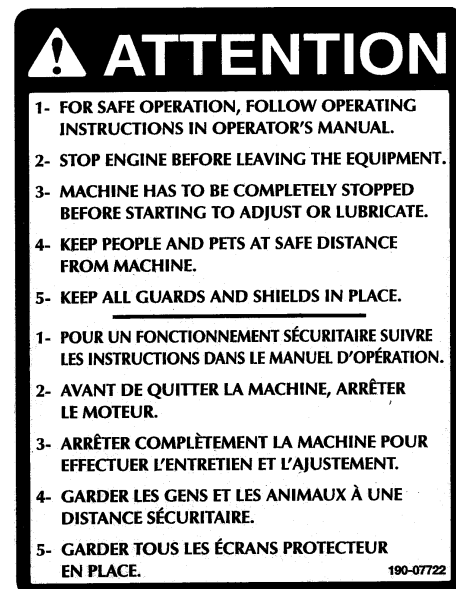 ATTENTION
1- FOR SAFE OPERATION, FOLLOW OPERATING
INSTRUCTIONS IN OPERATOR'S MANUAL.
2- STOP ENGINE BEFORE LEAVING THE EQUIPMENT.
3- MACHINE HAS TO BE COMPLETELY STOPPED
BEFORE STARTING TO ADJUST OR LUBRICATE.
4- KEEP PEOPLE AND PETS AT SAFE DISTANCE
FROM MACHINE.
5- KEEP ALL GUARDS AND SHIELDS IN PLACE.
1- POUR UN FONCTIONNEMENT SÉCURITAIRE SUIVRE
LES INSTRUCTIONS DANS LE MANUEL D'OPÉRATION.
2- AVANT DE QUITTER LA MACHINE, ARRÊTER
LE MOTEUR.
3- ARRÊTER COMPLÈTEMENT LA MACHINE POUR
EFFECTUER L'ENTRETIEN ET L'AJUSTEMENT.
4- GARDER LES GENS ET LES ANIMAUX À UNE
DISTANCE SÉCURITAIRE.
5- GARDER TOUS LES ÉCRANS PROTECTEUR
EN PLACE.
190-07722